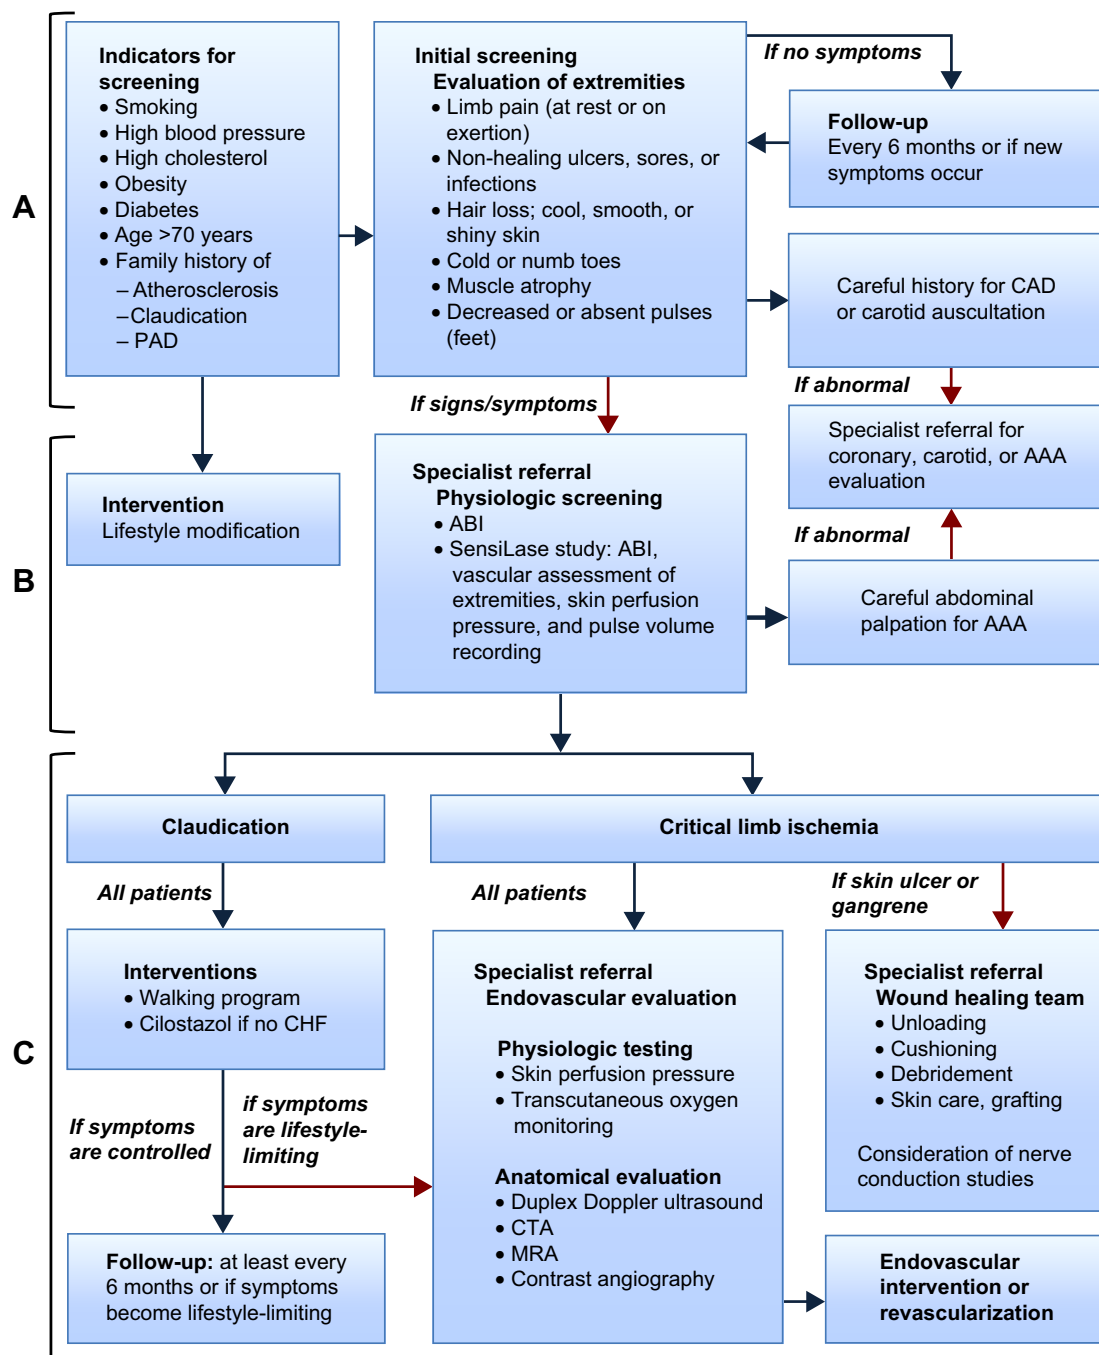 A
Indicators for
screening
• Smoking
• High blood pressure
• High cholesterol
• Obesity
• Diabetes
• Age >70 years
• Family history of
– Atherosclerosis
– Claudication
– PAD
Initial screening
Evaluation of extremities
• Limb pain (at rest or on
exertion)
• Non-healing ulcers, sores, or
infections
• Hair loss; cool, smooth, or
shiny skin
• Cold or numb toes
• Muscle atrophy
• Decreased or absent pulses
(feet)
If no symptoms
Follow-up
Every 6 months or if new
symptoms occur
Careful history for CAD
or carotid auscultation
If abnormal
If signs/symptoms
Specialist referral for
coronary, carotid, or AAA
evaluation
B
Intervention
Lifestyle modification
Specialist referral
Physiologic screening
• ABI
• SensiLase study: ABI,
vascular assessment of
extremities, skin perfusion
pressure, and pulse volume
recording
If abnormal
Careful abdominal
palpation for AAA
C
Claudication
Critical limb ischemia
All patients
Interventions
• Walking program
• Cilostazol if no CHF
If symptoms
are controlled
if symptoms
are lifestyle-
limiting
Follow-up: at least every
6 months or if symptoms
become lifestyle-limiting
All patients
Specialist referral
Endovascular evaluation
Physiologic testing
• Skin perfusion pressure
• Transcutaneous oxygen
monitoring
Anatomical evaluation
• Duplex Doppler ultrasound
• CTA
• MRA
• Contrast angiography
If skin ulcer or
gangrene
Specialist referral
Wound healing team
• Unloading
• Cushioning
• Debridement
• Skin care, grafting
Consideration of nerve
conduction studies
Endovascular
intervention or
revascularization